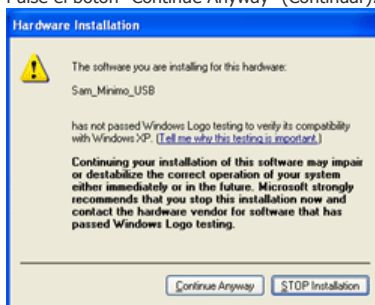 Pulse el botón "Continue Anyway" (Continuar).
Hardware Installation
The software you are installing for this hardware:
Sam_Minimo_USB
has not passed Windows Logo testing to verify its compatibility
with Windows XP. (Tell me why this testing is important.)
Continuing your installation of this software may impair
or destabilize the correct operation of your system
either immediately or in the future. Microsoft strongly
recommends that you stop this installation now and
contact the hardware vendor for software that has
passed Windows Logo testing.
Continue Anyway
STOP Installation